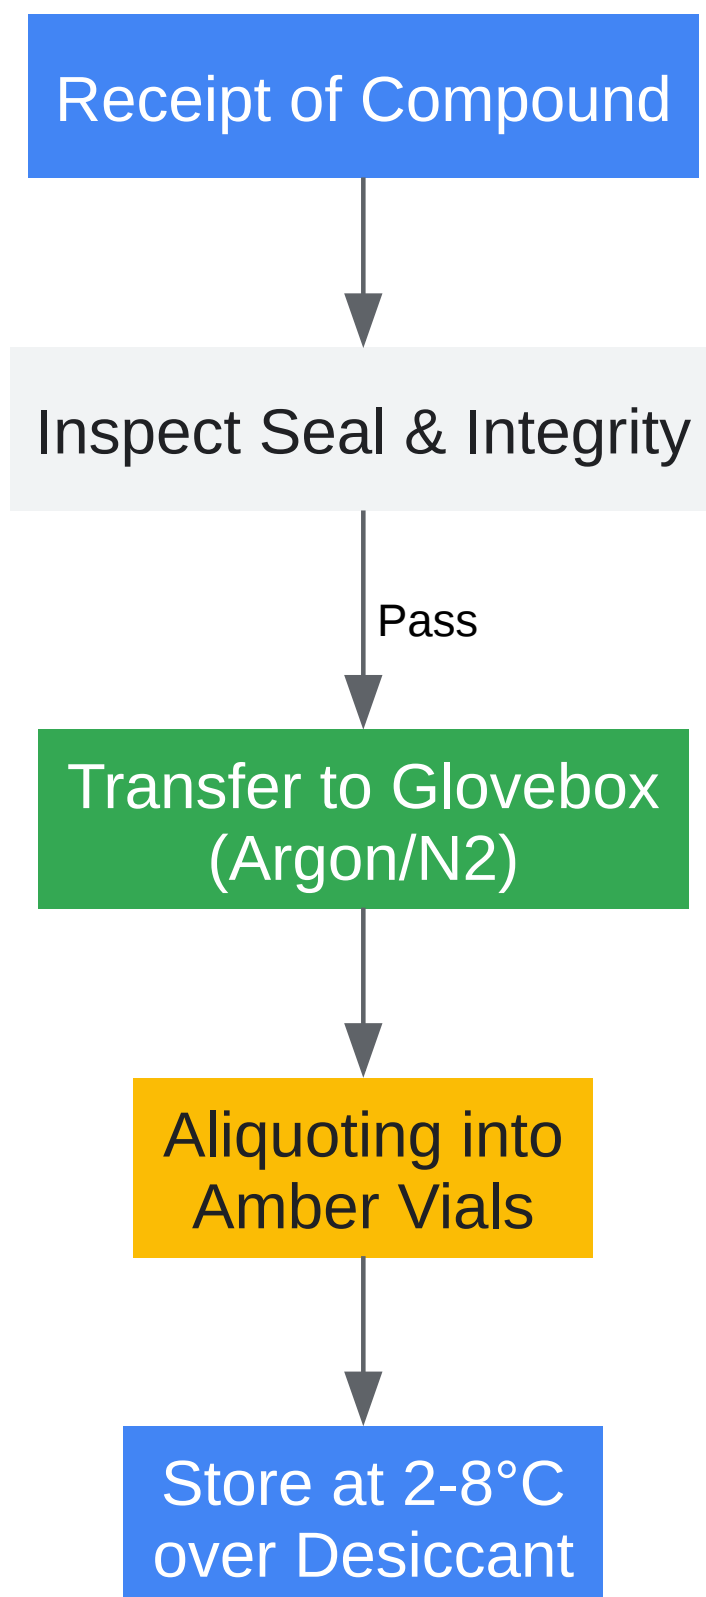 Receipt of Compound
Inspect Seal & Integrity
Pass
Transfer to Glovebox
(Argon/N2)
Aliquoting into
Amber Vials
Store at 2-8°C
over Desiccant